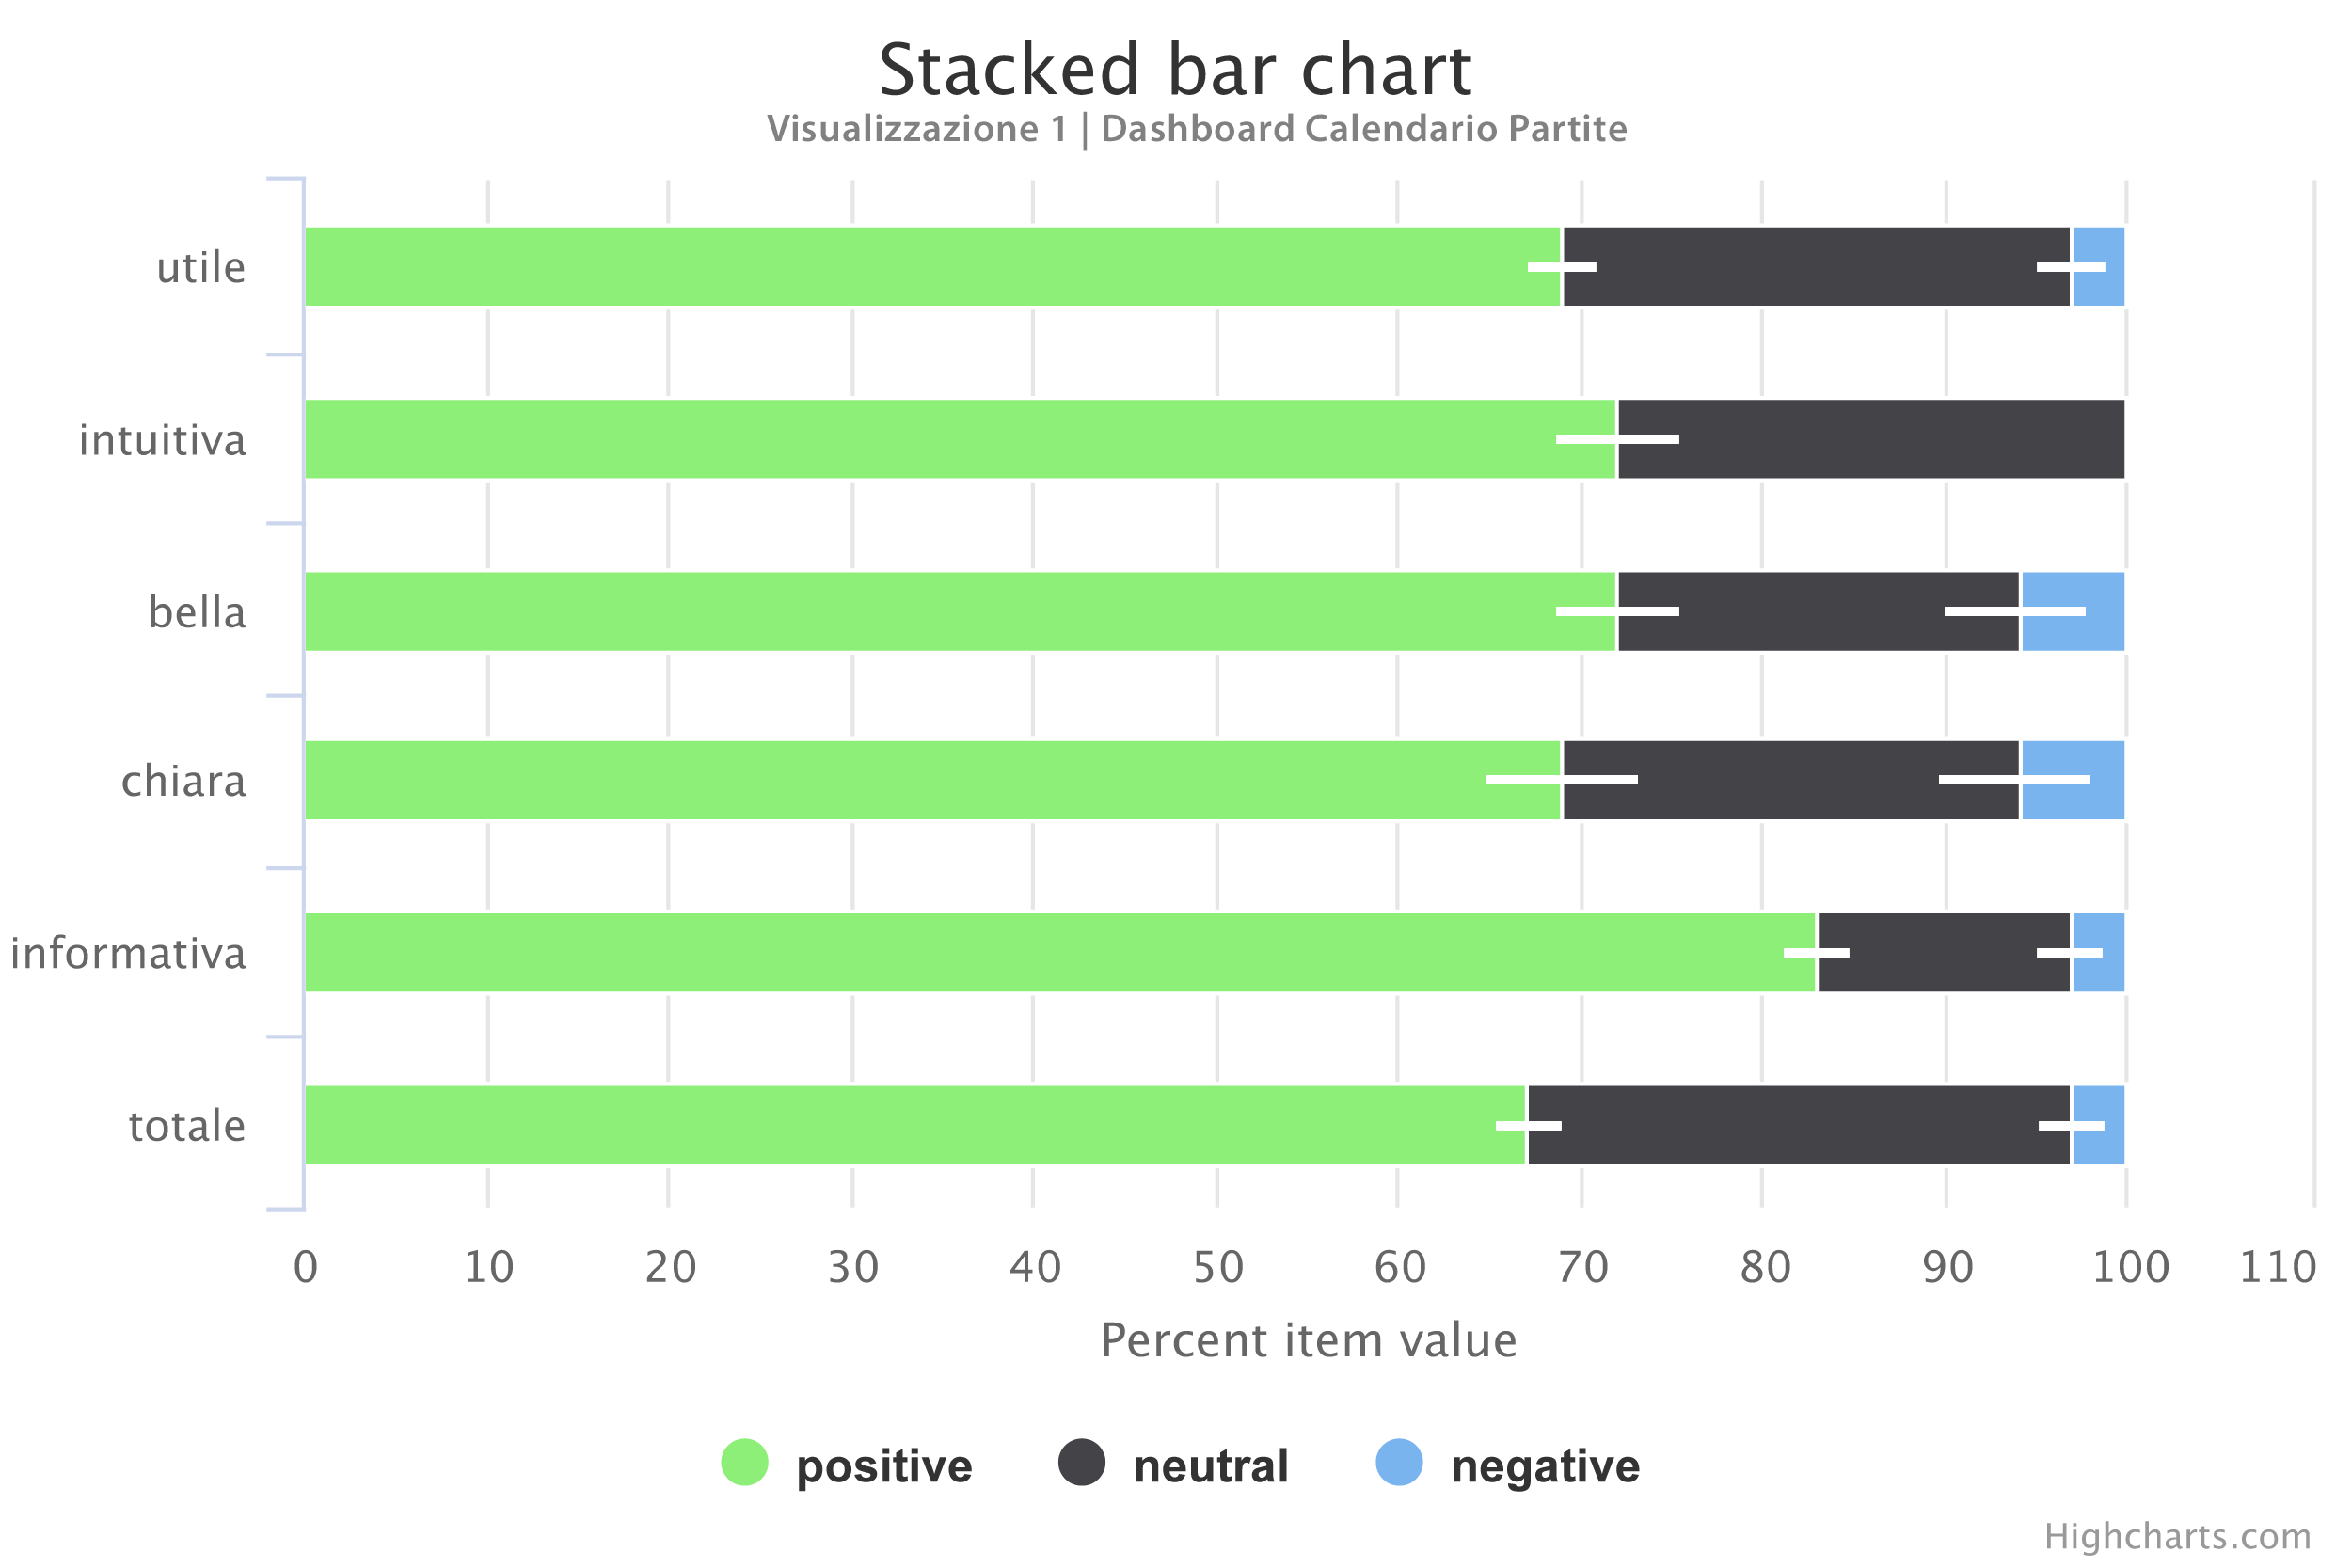 Stacked bar chart
Visualizzazione 1 | Dashboard Calendario Partite
utile
intuitiva
bella
chiara
informativa
totale
0 10 20 30 40 50 60 70 80 90 100 110
Percent item value
positive neutral negative
Highcharts.com